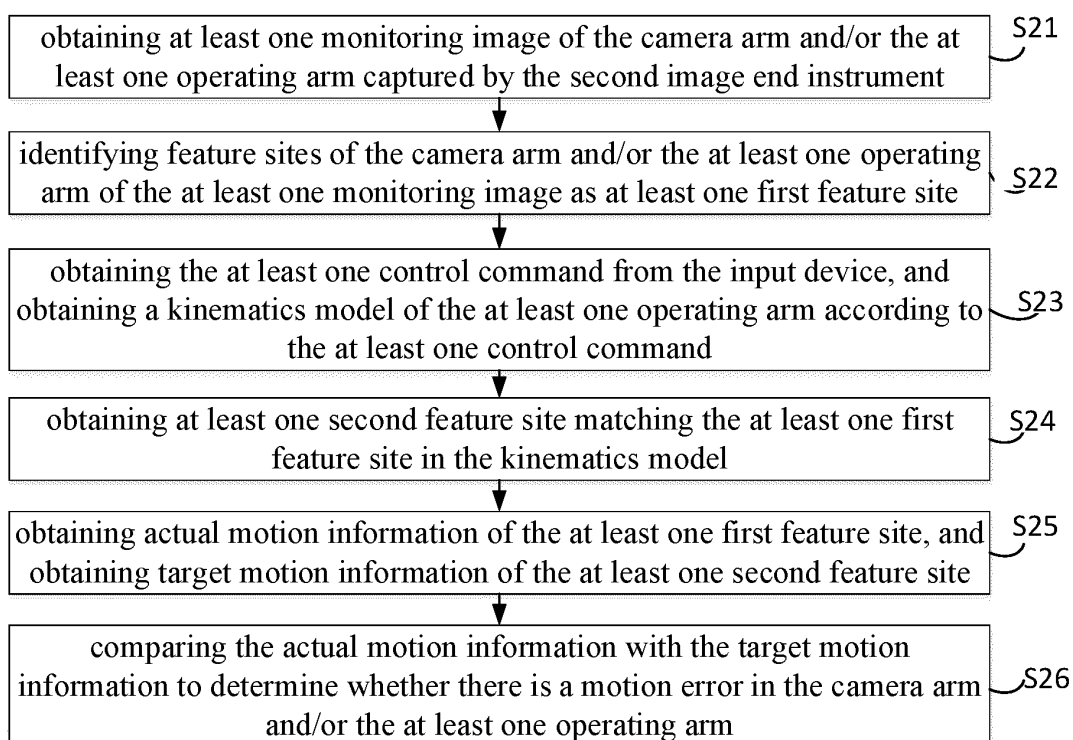 obtaining at least one monitoring image of the camera arm and/or the at
least one operating arm captured by the second image end instrument
S21
identifying feature sites of the camera arm and/or the at least one operating
arm of the at least one monitoring image as at least one first feature site
S22
obtaining the at least one control command from the input device, and
obtaining a kinematics model of the at least one operating arm according to
the at least one control command
S23
obtaining at least one second feature site matching the at least one first
feature site in the kinematics model
S24
obtaining actual motion information of the at least one first feature site, and
obtaining target motion information of the at least one second feature site
S25
comparing the actual motion information with the target motion
information to determine whether there is a motion error in the camera arm
and/or the at least one operating arm
S26